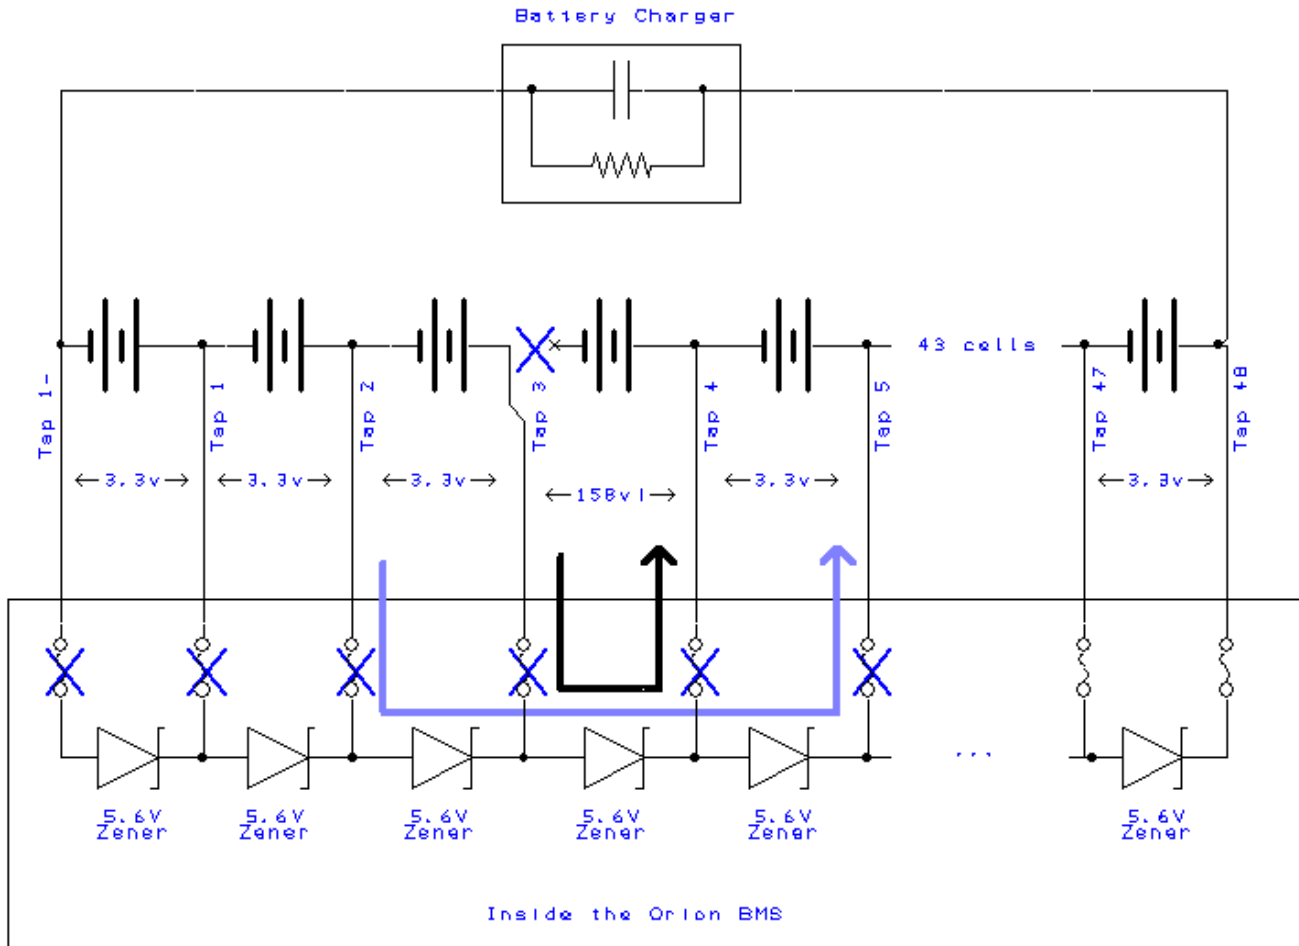 Battery Charger
43 cells
Tap 1-
Tap 1
Tap 2
Tap 3
Tap 4
Tap 5
Tap 47
Tap 48
3.3v
3.3v
3.3v
158v!
3.3v
3.3v
5.6V
Zener
5.6V
Zener
5.6V
Zener
5.6V
Zener
5.6V
Zener
...
5.6V
Zener
Inside the Orion BMS